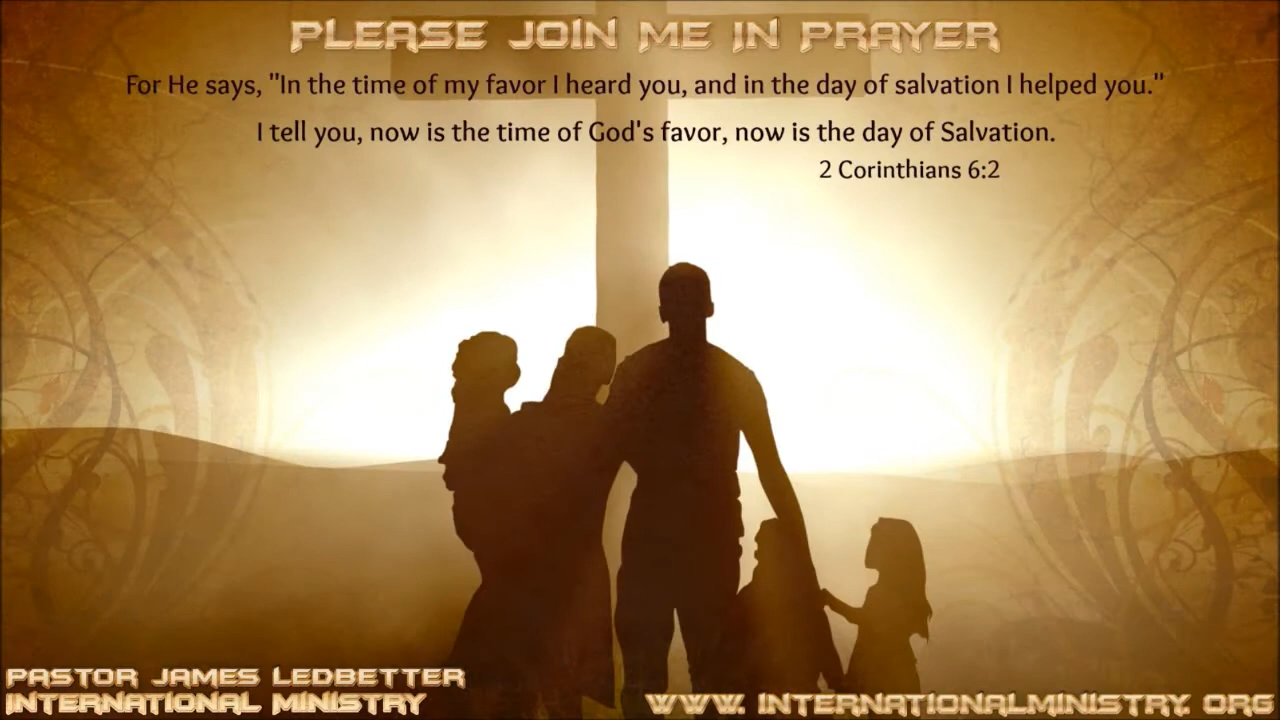 PLEASE JOIN ME IN PRAYER
For He says, "In the time of my favor I heard you, and in the day of salvation I helped you."
I tell you, now is the time of God's favor, now is the day of Salvation.
2 Corinthians 6:2
PASTOR JAMES LEDBETTER
INTERNATIONAL MINISTRY
WWW. INTERNATIONALMINISTRY. ORG